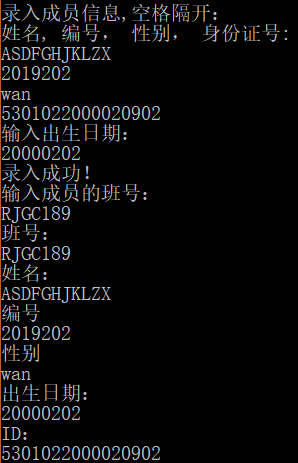 录入成员信息,空格隔开:
姓名, 编号, 性别, 身份证号:
ASDFGHJKLZX
2019202
wan
5301022000020902
输入出生日期:
20000202
录入成功!
输入成员的班号:
RJGC189
班号:
RJGC189
姓名:
ASDFGHJKLZX
编号
2019202
性别
wan
出生日期:
20000202
ID:
5301022000020902